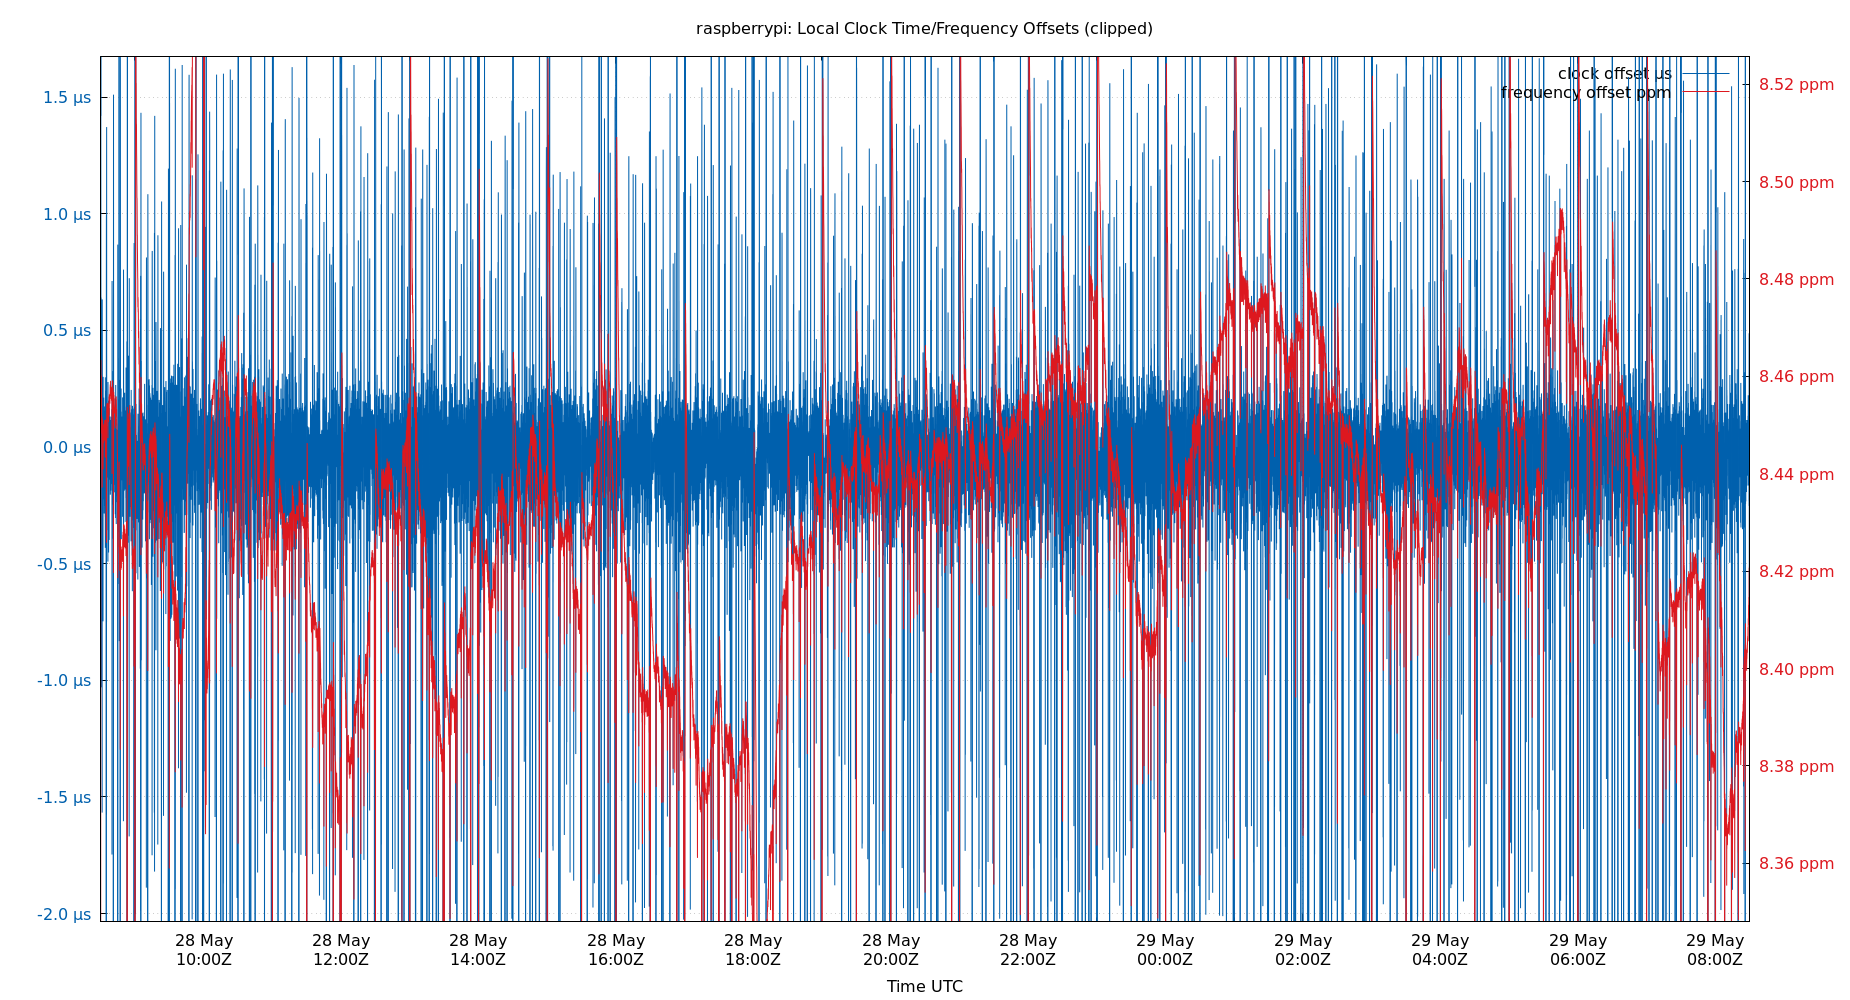 raspberrypi: Local Clock Time/Frequency Offsets (clipped)
clock offset µs
frequency offset ppm
1.5 µs
1.0 µs
0.5 µs
0.0 µs
-0.5 µs
-1.0 µs
-1.5 µs
-2.0 µs
8.52 ppm
8.50 ppm
8.48 ppm
8.46 ppm
8.44 ppm
8.42 ppm
8.40 ppm
8.38 ppm
8.36 ppm
28 May 28 May 28 May 28 May 28 May 28 May 28 May 29 May 29 May 29 May 29 May 29 May
10:00Z 12:00Z 14:00Z 16:00Z 18:00Z 20:00Z 22:00Z 00:00Z 02:00Z 04:00Z 06:00Z 08:00Z
Time UTC